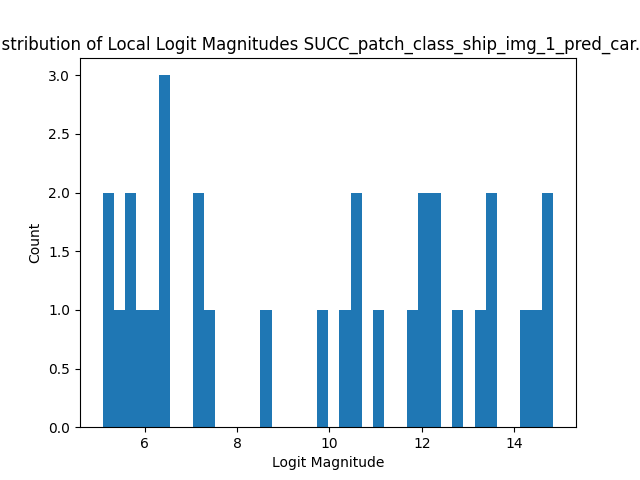 stribution of Local Logit Magnitudes SUCC_patch_class_ship_img_1_pred_car.
3.0
2.5
2.0
1.5
1.0
0.5
0.0
Count
6 8 10 12 14
Logit Magnitude